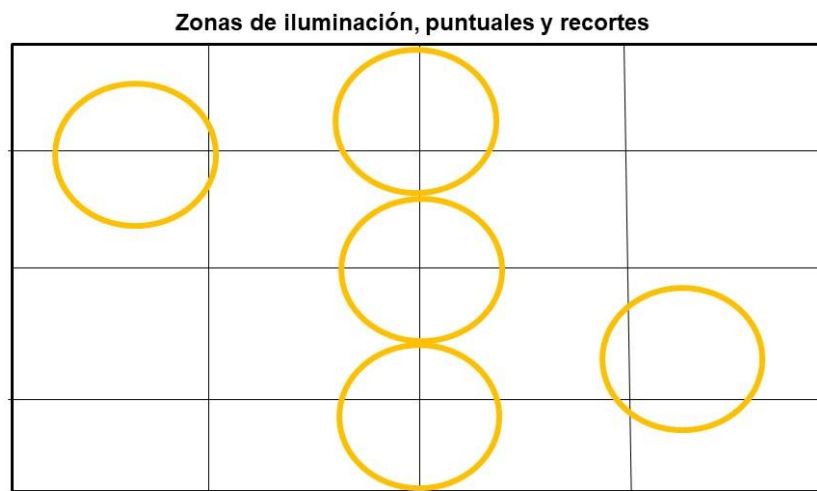 Zonas de iluminación, puntuales y recortes